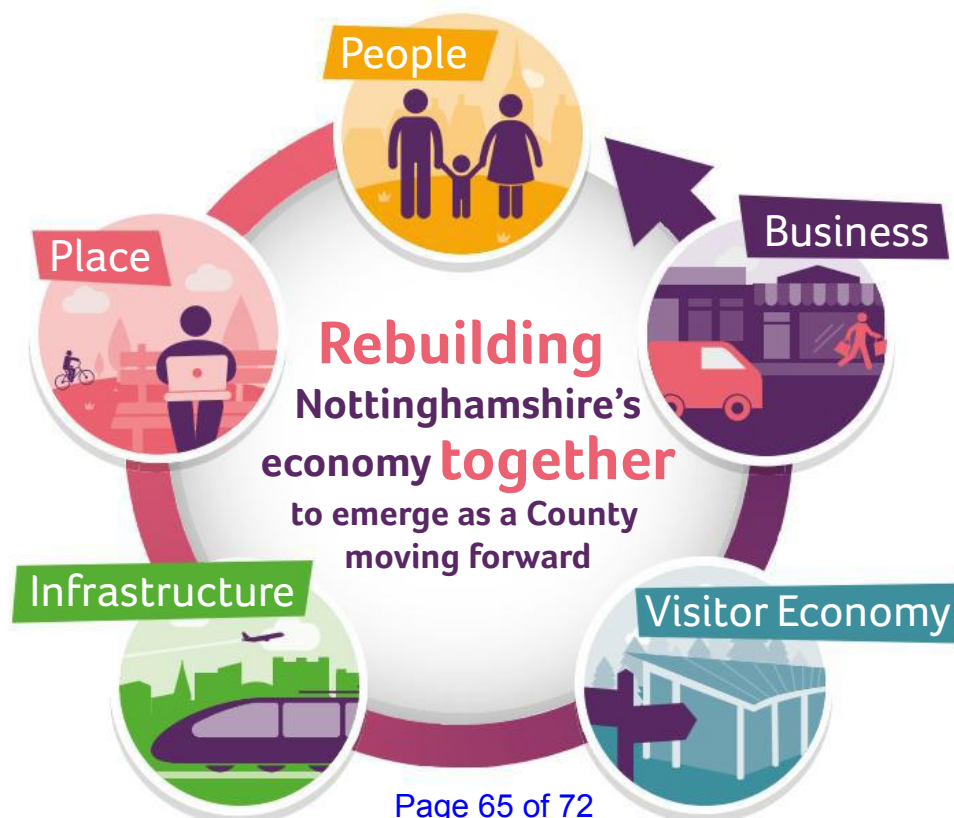 People
Business
Place
Rebuilding
Nottinghamshire's
economy together
to emerge as a County
moving forward
Infrastructure
Visitor Economy
Page 65 of 72